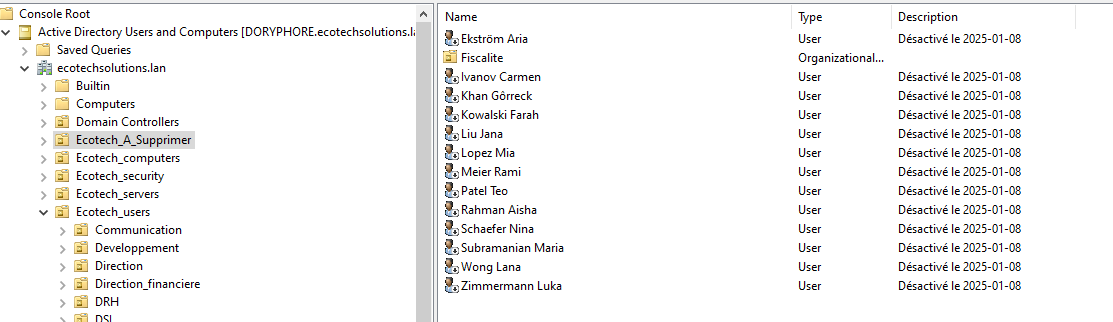 Console Root
Active Directory Users and Computers [DORYPHORE.ecotechsolutions.l
Saved Queries
ecotechsolutions.lan
Builtin
Computers
Domain Controllers
Ecotech_A_Supprimer
Ecotech_computers
Ecotech_security
Ecotech_servers
Ecotech_users
Communication
Developpement
Direction
Direction_financiere
DRH
DSI
Name Type Description
Ekström Aria User Désactivé le 2025-01-08
Fiscalite Organizational...
Ivanov Carmen User Désactivé le 2025-01-08
Khan Görreck User Désactivé le 2025-01-08
Kowalski Farah User Désactivé le 2025-01-08
Liu Jana User Désactivé le 2025-01-08
Lopez Mia User Désactivé le 2025-01-08
Meier Rami User Désactivé le 2025-01-08
Patel Teo User Désactivé le 2025-01-08
Rahman Aisha User Désactivé le 2025-01-08
Schaefer Nina User Désactivé le 2025-01-08
Subramanian Maria User Désactivé le 2025-01-08
Wong Lana User Désactivé le 2025-01-08
Zimmermann Luka User Désactivé le 2025-01-08